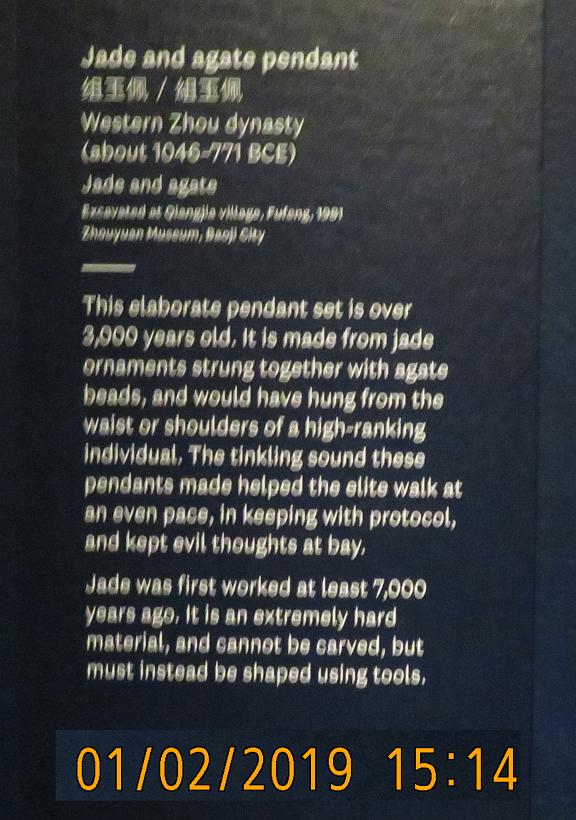 Jade and agate pendant
组玉佩 / 組玉佩
Western Zhou dynasty
(about 1046–771 BCE)
Jade and agate
Excavated at Qiangjia village, Fufeng, 1981
Zhouyuan Museum, Baoji City
This elaborate pendant set is over
3,000 years old. It is made from jade
ornaments strung together with agate
beads, and would have hung from the
waist or shoulders of a high-ranking
individual. The tinkling sound these
pendants made helped the elite walk at
an even pace, in keeping with protocol,
and kept evil thoughts at bay.
Jade was first worked at least 7,000
years ago. It is an extremely hard
material, and cannot be carved, but
must instead be shaped using tools.
01/02/2019 15:14